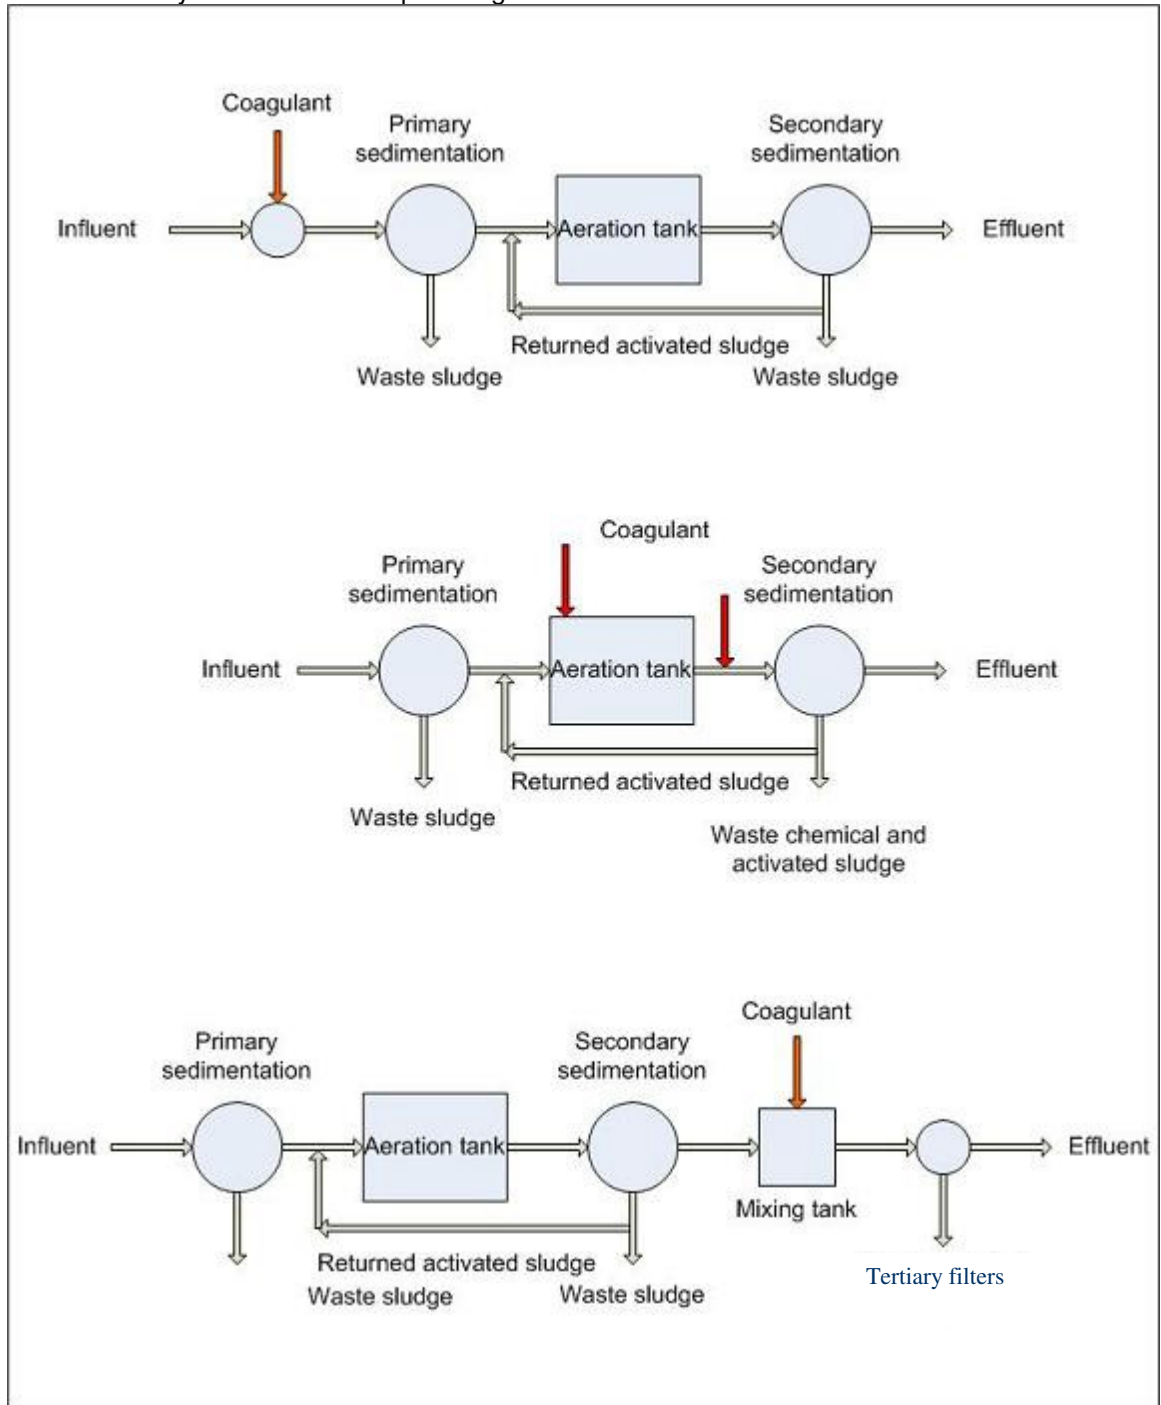 Coagulant
Primary
sedimentation
Secondary
sedimentation
Influent
Aeration tank
Effluent
Returned activated sludge
Waste sludge
Waste sludge
Coagulant
Primary
sedimentation
Secondary
sedimentation
Influent
Aeration tank
Effluent
Returned activated sludge
Waste sludge
Waste chemical and
activated sludge
Coagulant
Primary
sedimentation
Secondary
sedimentation
Influent
Aeration tank
Effluent
Mixing tank
Returned activated sludge
Tertiary filters
Waste sludge
Waste sludge